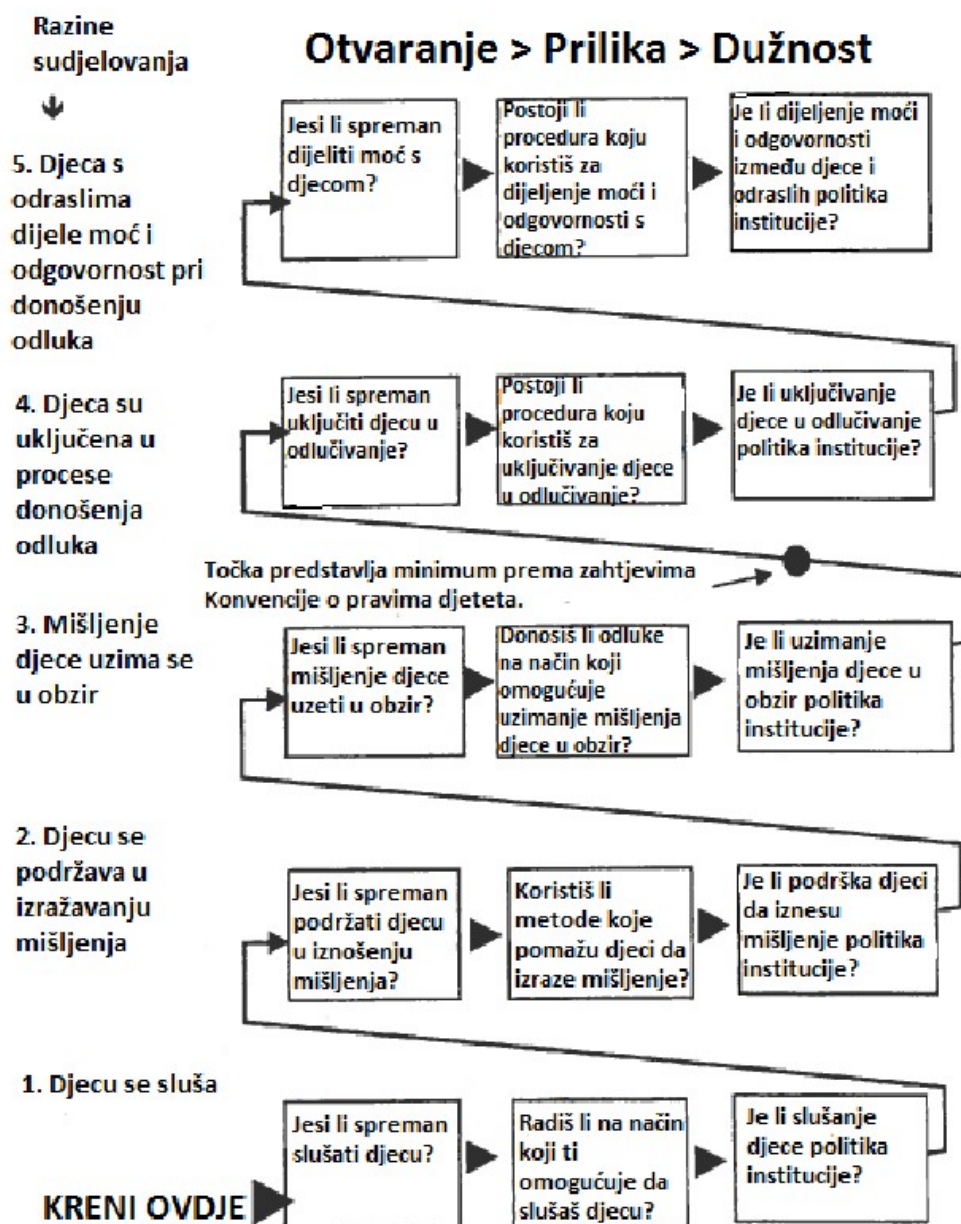 Razine
sudjelovanja
Otvaranje > Prilika > Dužnost
5. Djeca s
odraslima
dijele moć i
odgovornost pri
donošenju
odluka
Jesi li spreman
dijeliti moć s
djecom?
Postoji li
procedura koju
koristiš za
dijeljenje moći i
odgovornosti s
djecom?
Je li dijeljenje moći
i odgovornosti
između djece i
odraslih politika
institucije?
4. Djeca su
uključena u
procese
donošenja
odluka
Jesi li spreman
uključiti djecu u
odlučivanje?
Postoji li
procedura koju
koristiš za
uključivanje djece
u odlučivanje?
Je li uključivanje
djece u odlučivanje
politika institucije?
Točka predstavlja minimum prema zahtjevima
Konvencije o pravima djeteta.
3. Mišljenje
djece uzima se
u obzir
Jesi li spreman
mišljenje djece
uzeti u obzir?
Donosiš li odluke
na način koji
omogućuje
uzimanje mišljenja
djece u obzir?
Je li uzimanje
mišljenja djece u
obzir politika
institucije?
2. Djecu se
podržava u
izražavanju
mišljenja
Jesi li spreman
podržati djecu
u iznošenju
mišljenja?
Koristiš li
metode koje
pomažu djeci da
izraze mišljenje?
Je li podrška djeci
da iznesu
mišljenje politika
institucije?
1. Djecu se sluša
Jesi li spreman
slušati djecu?
Radiš li na način
koji ti
omogućuje da
slušaš djecu?
Je li slušanje
djece politika
institucije?
KRENI OVDJE